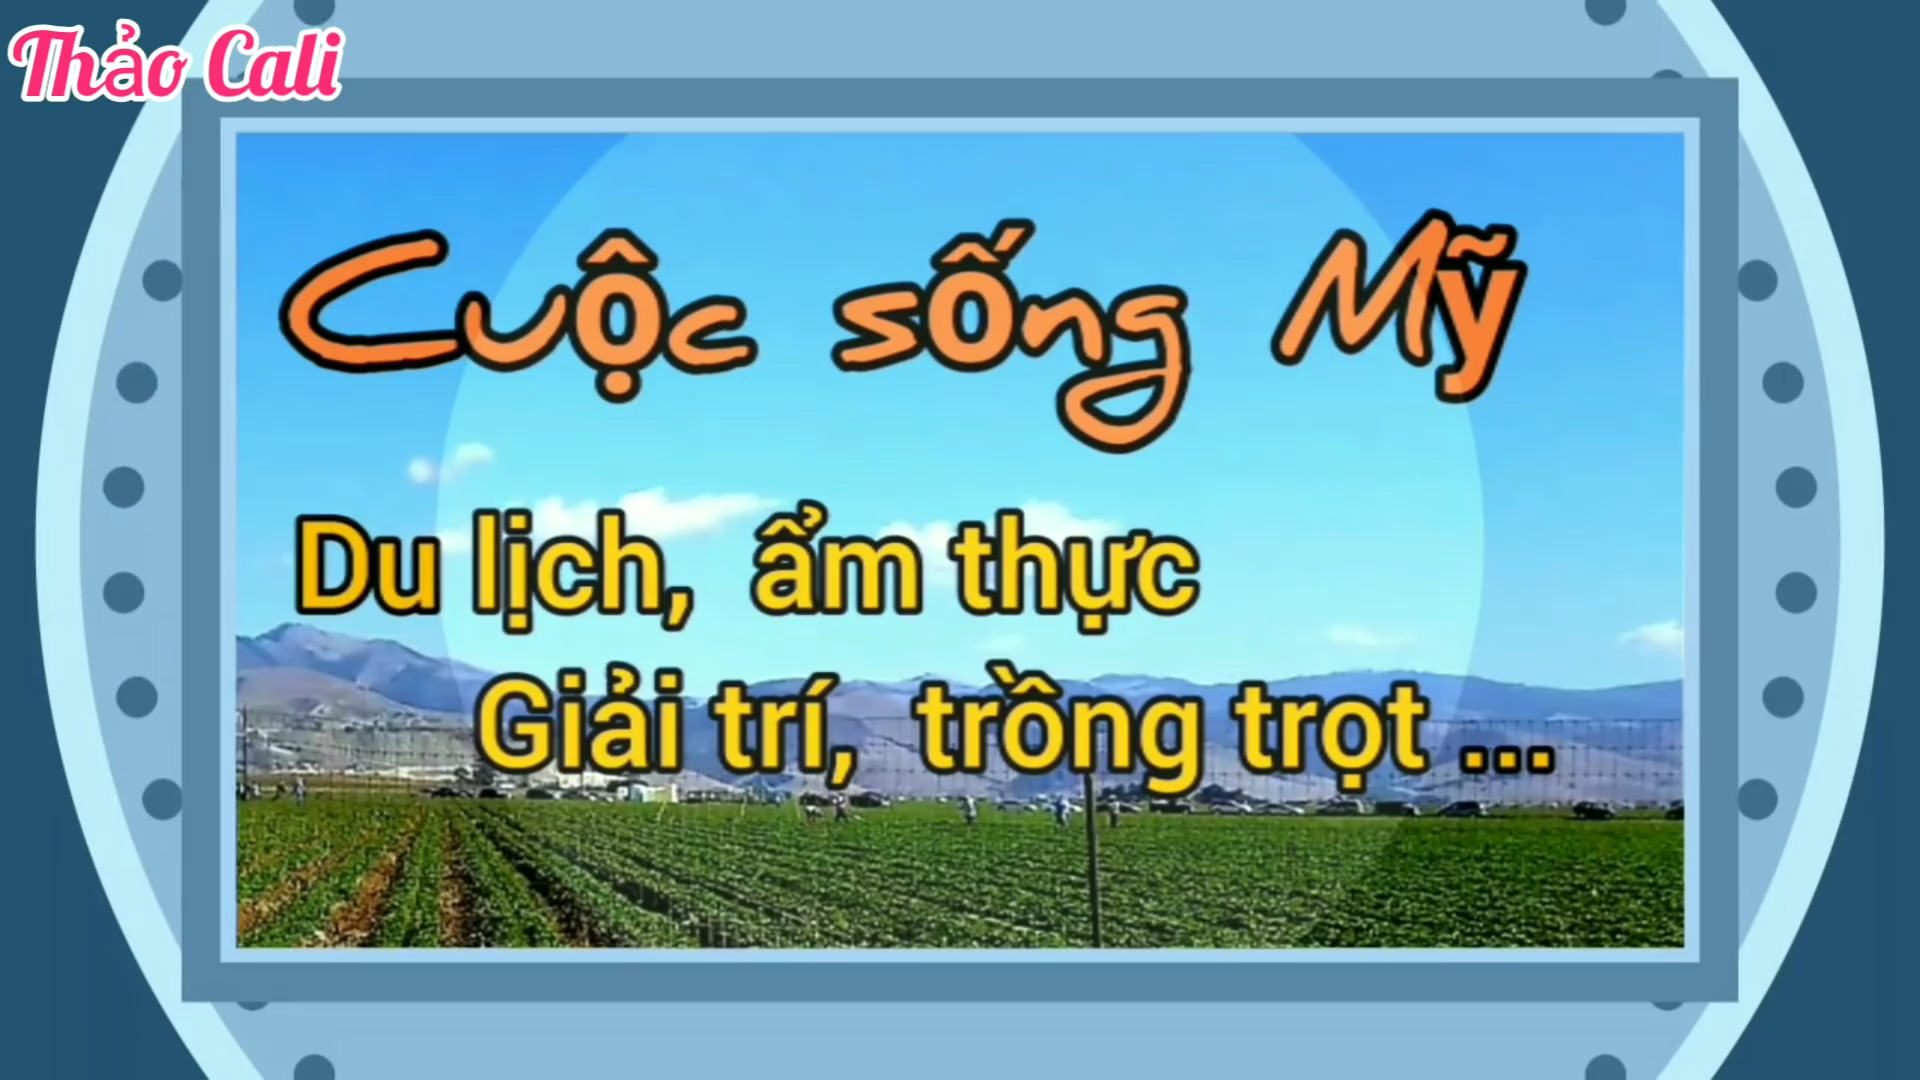 Thảo Cali
Cuộc sống Mỹ
Du lịch, ẩm thực
Giải trí, trồng trọt ...